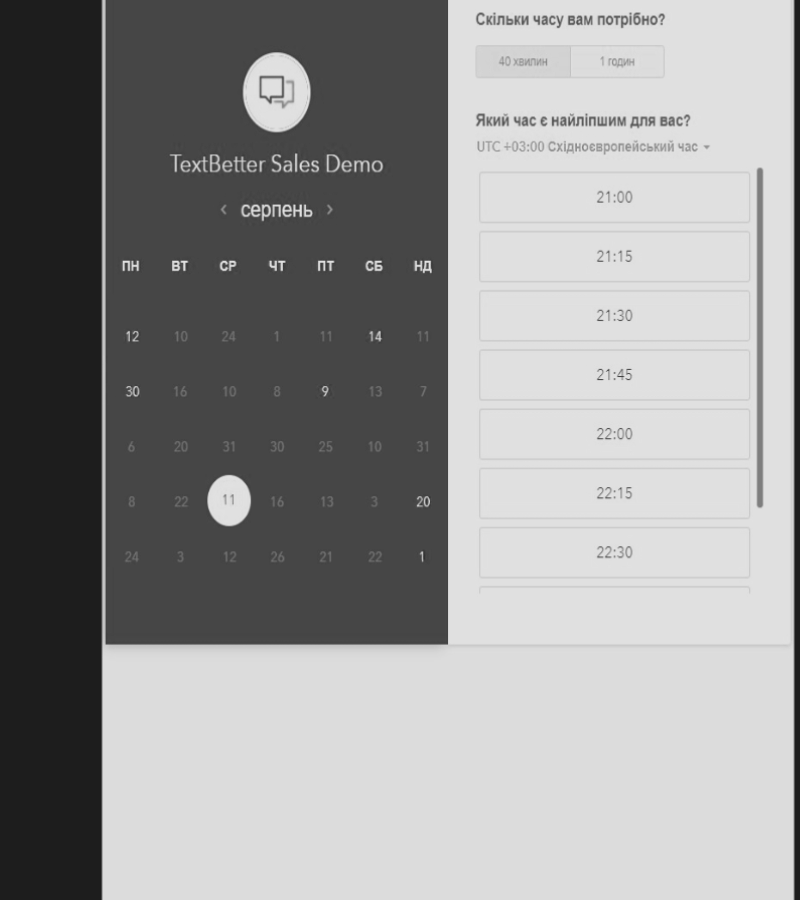 TextBetter Sales Demo
‹ серпень ›
ПН ВТ СР ЧТ ПТ СБ НД
12 10 24 1 11 14 11
30 16 10 8 9 13 7
6 20 31 30 25 10 31
8 22 11 16 13 3 20
24 3 12 26 21 22 1
Скільки часу вам потрібно?
40 хвилин 1 годин
Який час є найліпшим для вас?
UTC +03:00 Східноєвропейський час
21:00
21:15
21:30
21:45
22:00
22:15
22:30